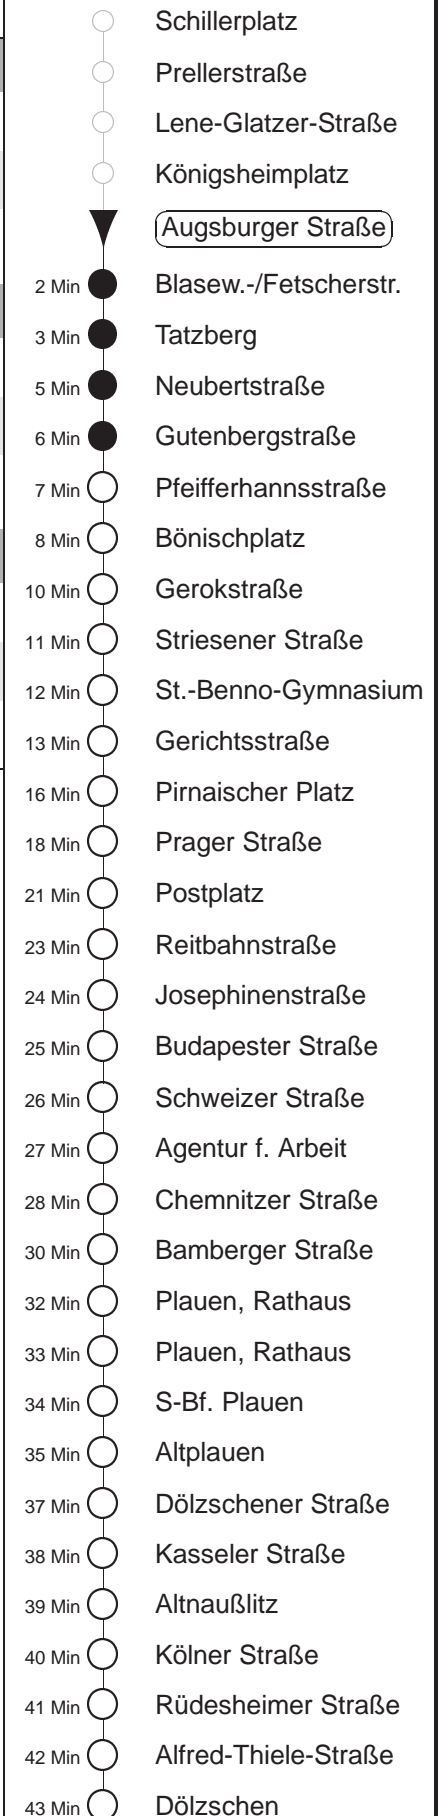 Schillerplatz
Prellerstraße
Lene-Glatzer-Straße
Königsheimplatz
Augsburger Straße
2 Min Blasew.-/Fetscherstr.
3 Min Tatzberg
5 Min Neubertstraße
6 Min Gutenbergstraße
7 Min Pfeifferhannsstraße
8 Min Bönischplatz
10 Min Gerokstraße
11 Min Striesener Straße
12 Min St.-Benno-Gymnasium
13 Min Gerichtsstraße
16 Min Pirnaischer Platz
18 Min Prager Straße
21 Min Postplatz
23 Min Reitbahnstraße
24 Min Josephinenstraße
25 Min Budapester Straße
26 Min Schweizer Straße
27 Min Agentur f. Arbeit
28 Min Chemnitzer Straße
30 Min Bamberger Straße
32 Min Plauen, Rathaus
33 Min Plauen, Rathaus
34 Min S-Bf. Plauen
35 Min Altplauen
37 Min Dölzschener Straße
38 Min Kasseler Straße
39 Min Altnaußlitz
40 Min Kölner Straße
41 Min Rüdesheimer Straße
42 Min Alfred-Thiele-Straße
43 Min Dölzschen